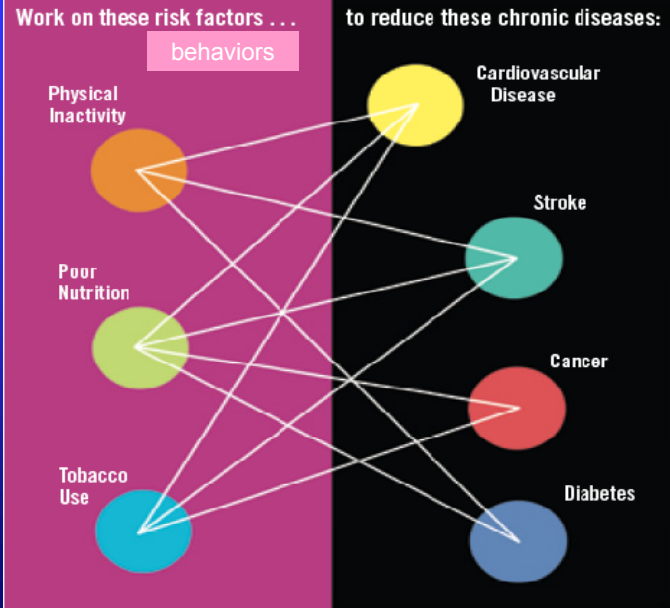 Work on these risk factors . . .
to reduce these chronic diseases:
behaviors
Physical
Inactivity
Poor
Nutrition
Tobacco
Use
Cardiovascular
Disease
Stroke
Cancer
Diabetes